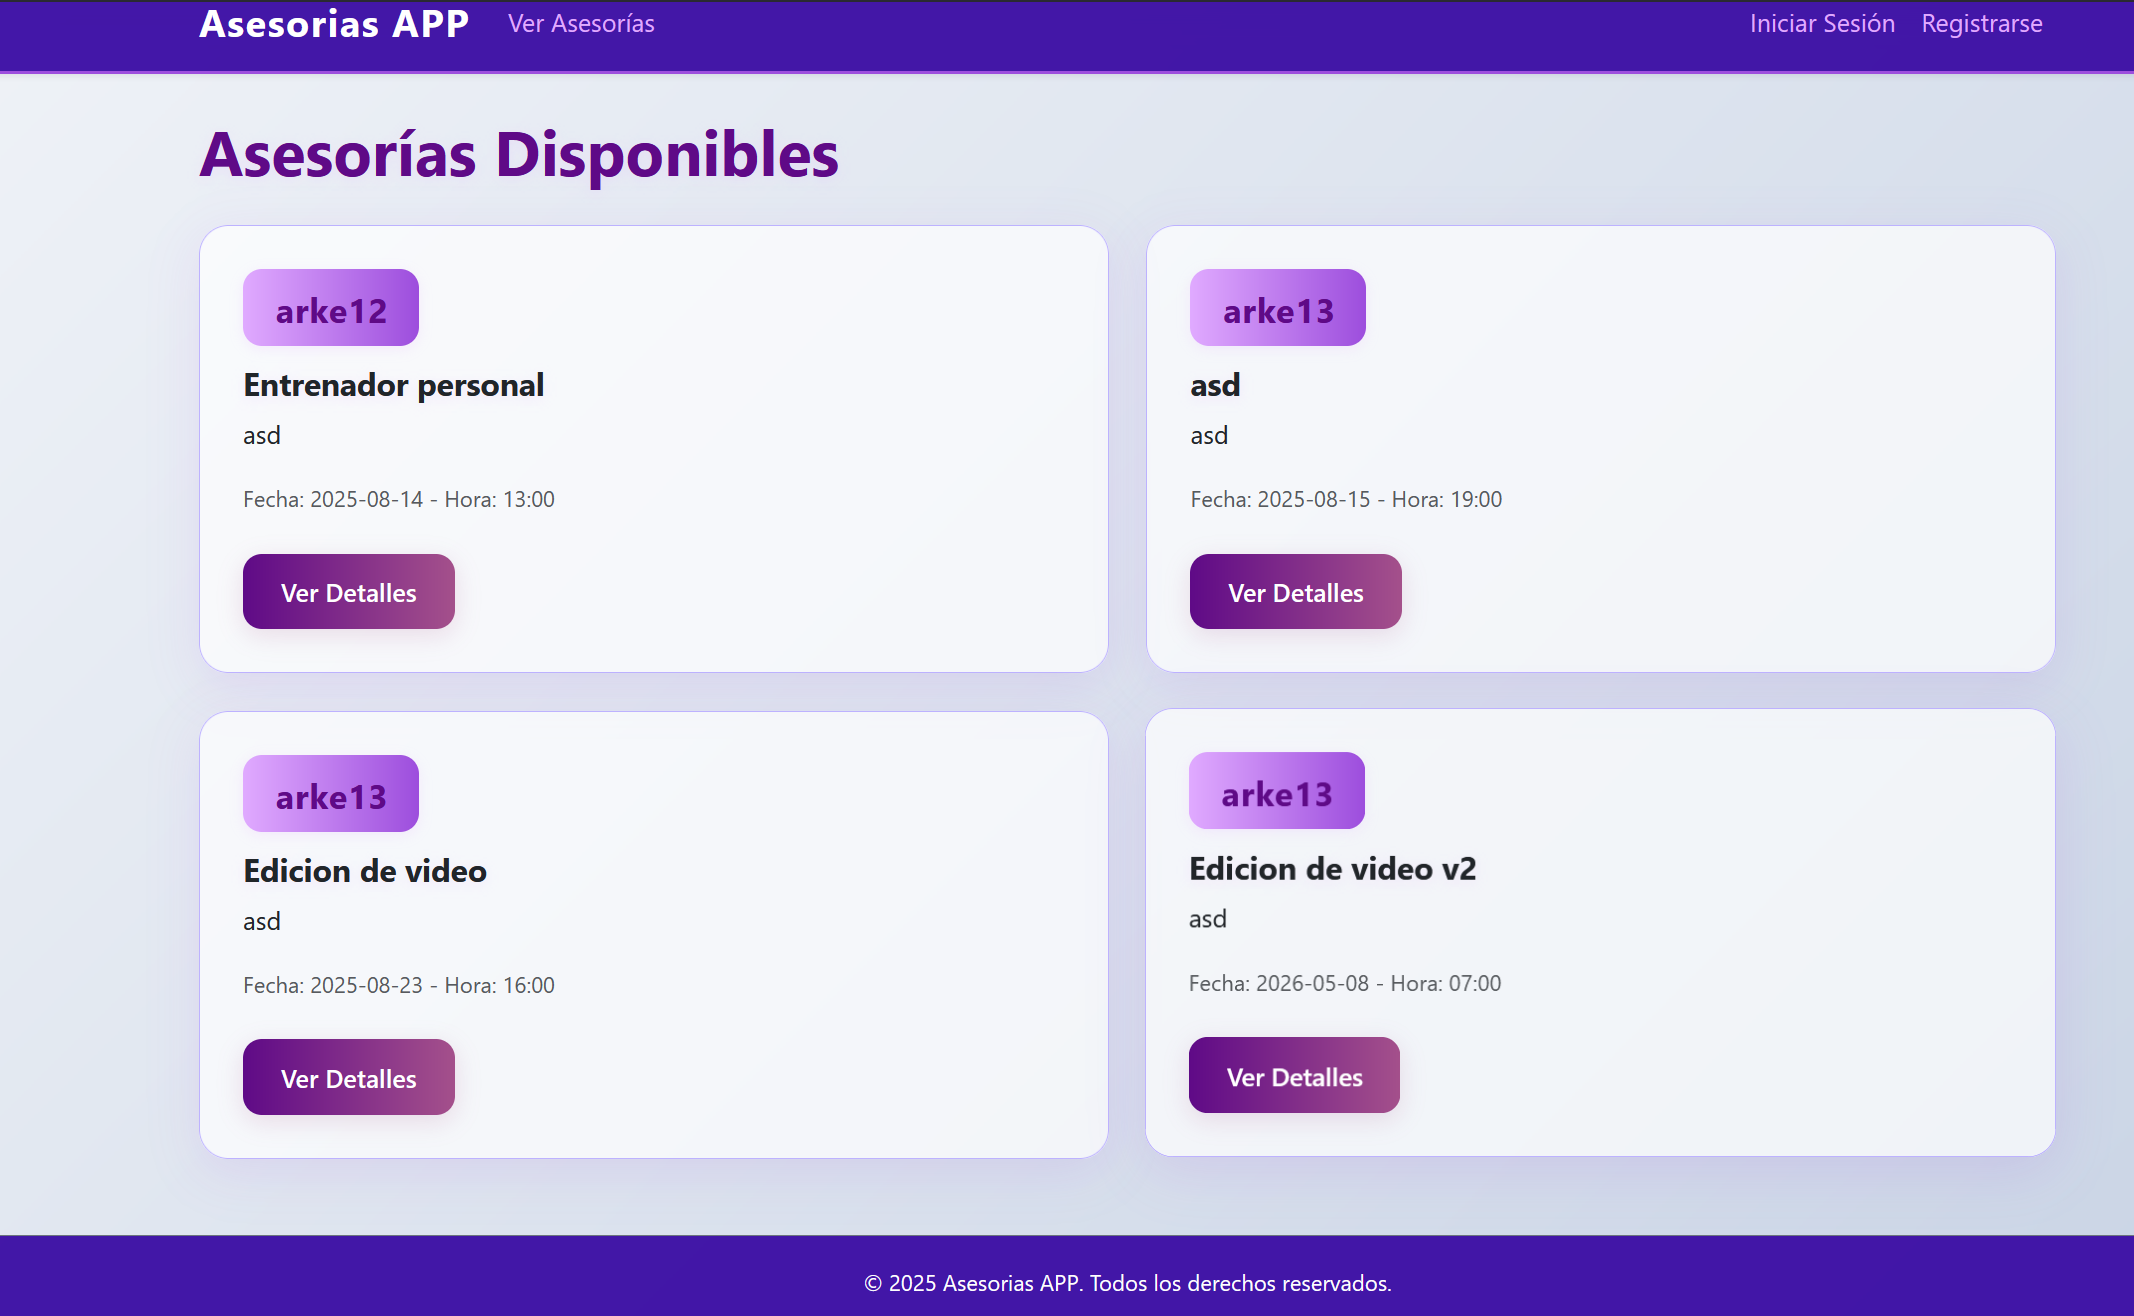 Asesorias APP Ver Asesorías Iniciar Sesión Registrarse
Asesorías Disponibles
arke12
Entrenador personal
asd
Fecha: 2025-08-14 - Hora: 13:00
Ver Detalles
arke13
asd
asd
Fecha: 2025-08-15 - Hora: 19:00
Ver Detalles
arke13
Edicion de video
asd
Fecha: 2025-08-23 - Hora: 16:00
Ver Detalles
arke13
Edicion de video v2
asd
Fecha: 2026-05-08 - Hora: 07:00
Ver Detalles
© 2025 Asesorias APP. Todos los derechos reservados.